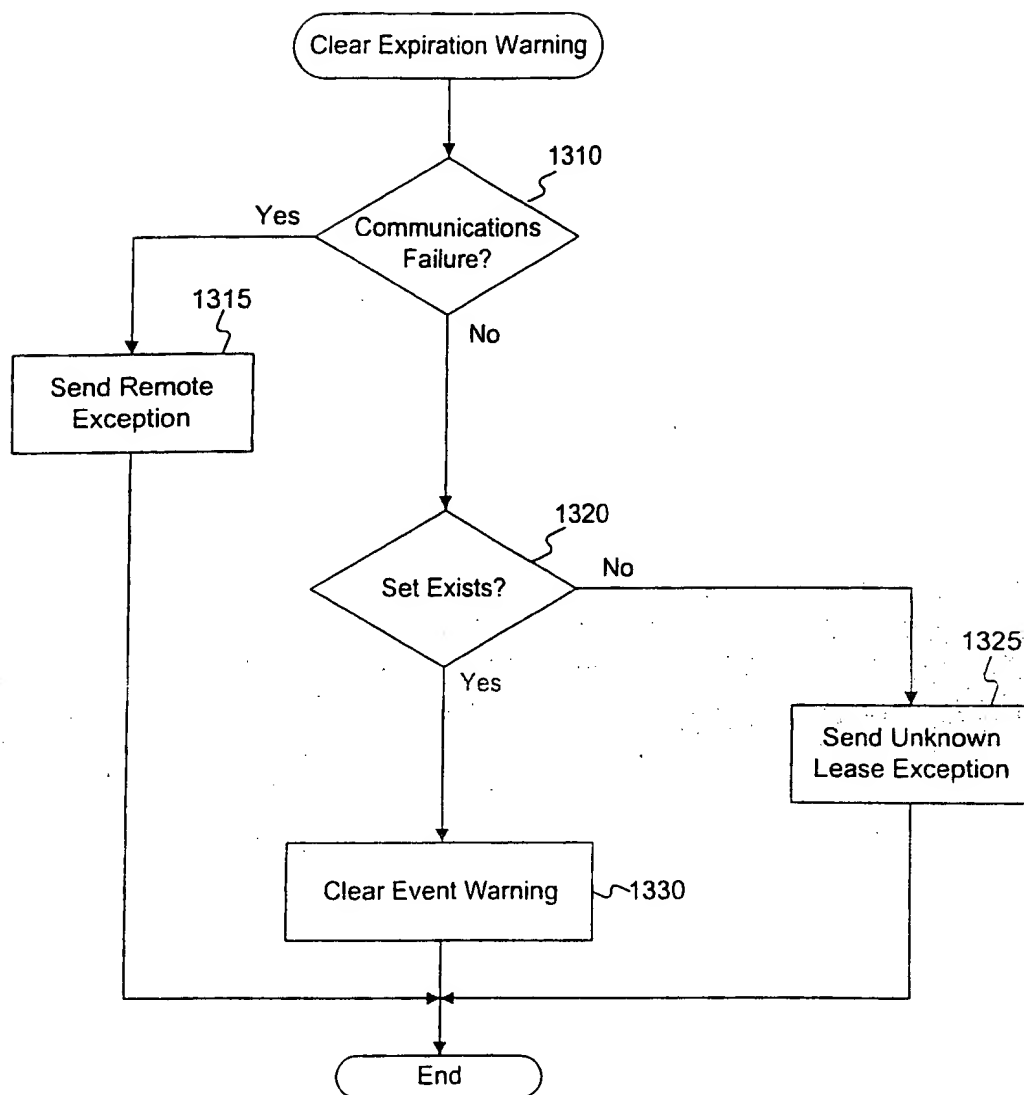 Clear Expiration Warning
1310
Communications
Failure?
Yes
No
1315
Send Remote
Exception
1320
Set Exists?
No
Yes
1325
Send Unknown
Lease Exception
Clear Event Warning
1330
End